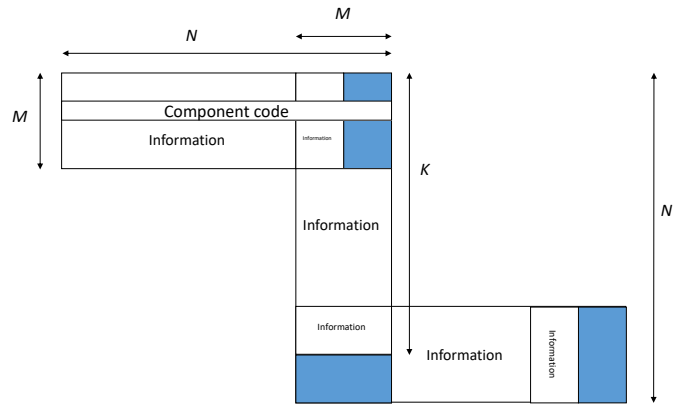 M
N
M
Component code
Information
Information
K
N
Information
Information
Information
Information